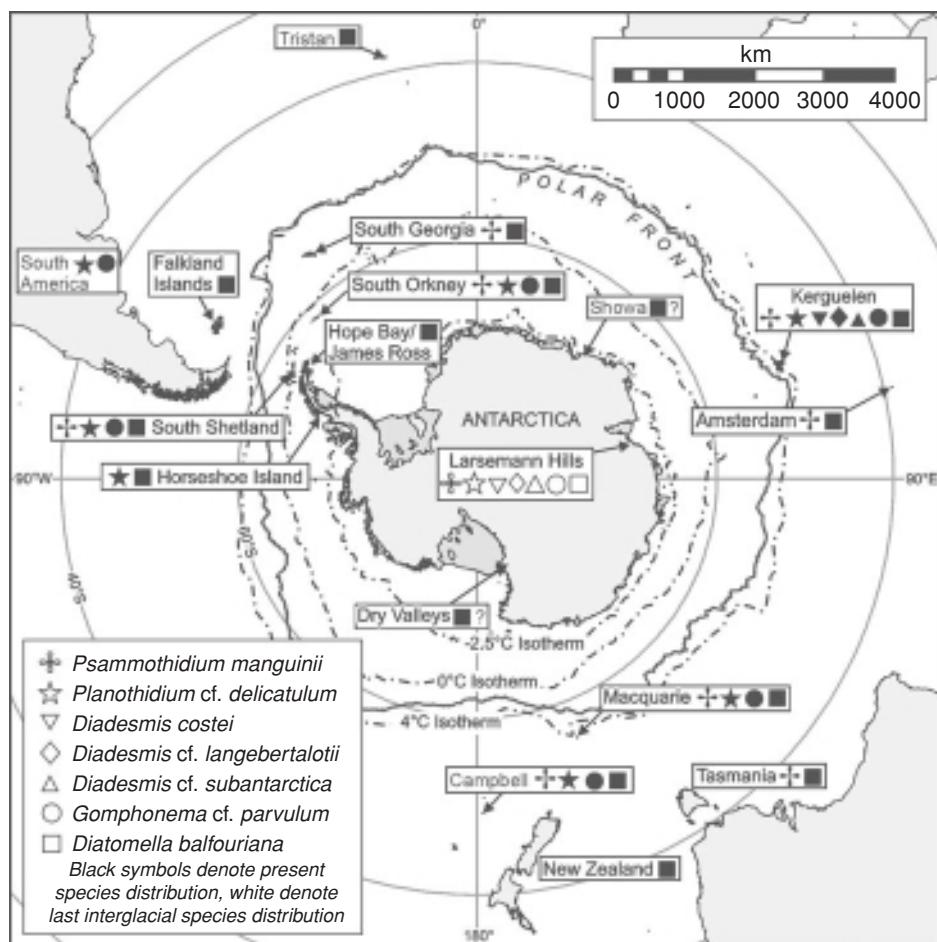 Tristan
0°
km
0 1000 2000 3000 4000
POLAR FRONT
South Georgia
South
America
Falkland
Islands
South Orkney
Showa ?
Kerguelen
Hope Bay/
James Ross
ANTARCTICA
Amsterdam
South Shetland
Larsemann Hills
90°W
Horseshoe Island
90°E
60°S
40°S
Dry Valleys ?
-2.5°C Isotherm
0°C Isotherm
4°C Isotherm
Macquarie
Campbell
Tasmania
New Zealand
180°
Psammothidium manguinii
Planothidium cf. delicatulum
Diadesmis costei
Diadesmis cf. langebertalotii
Diadesmis cf. subantarctica
Gomphonema cf. parvulum
Diatomella balfouriana
Black symbols denote present
species distribution, white denote
last interglacial species distribution